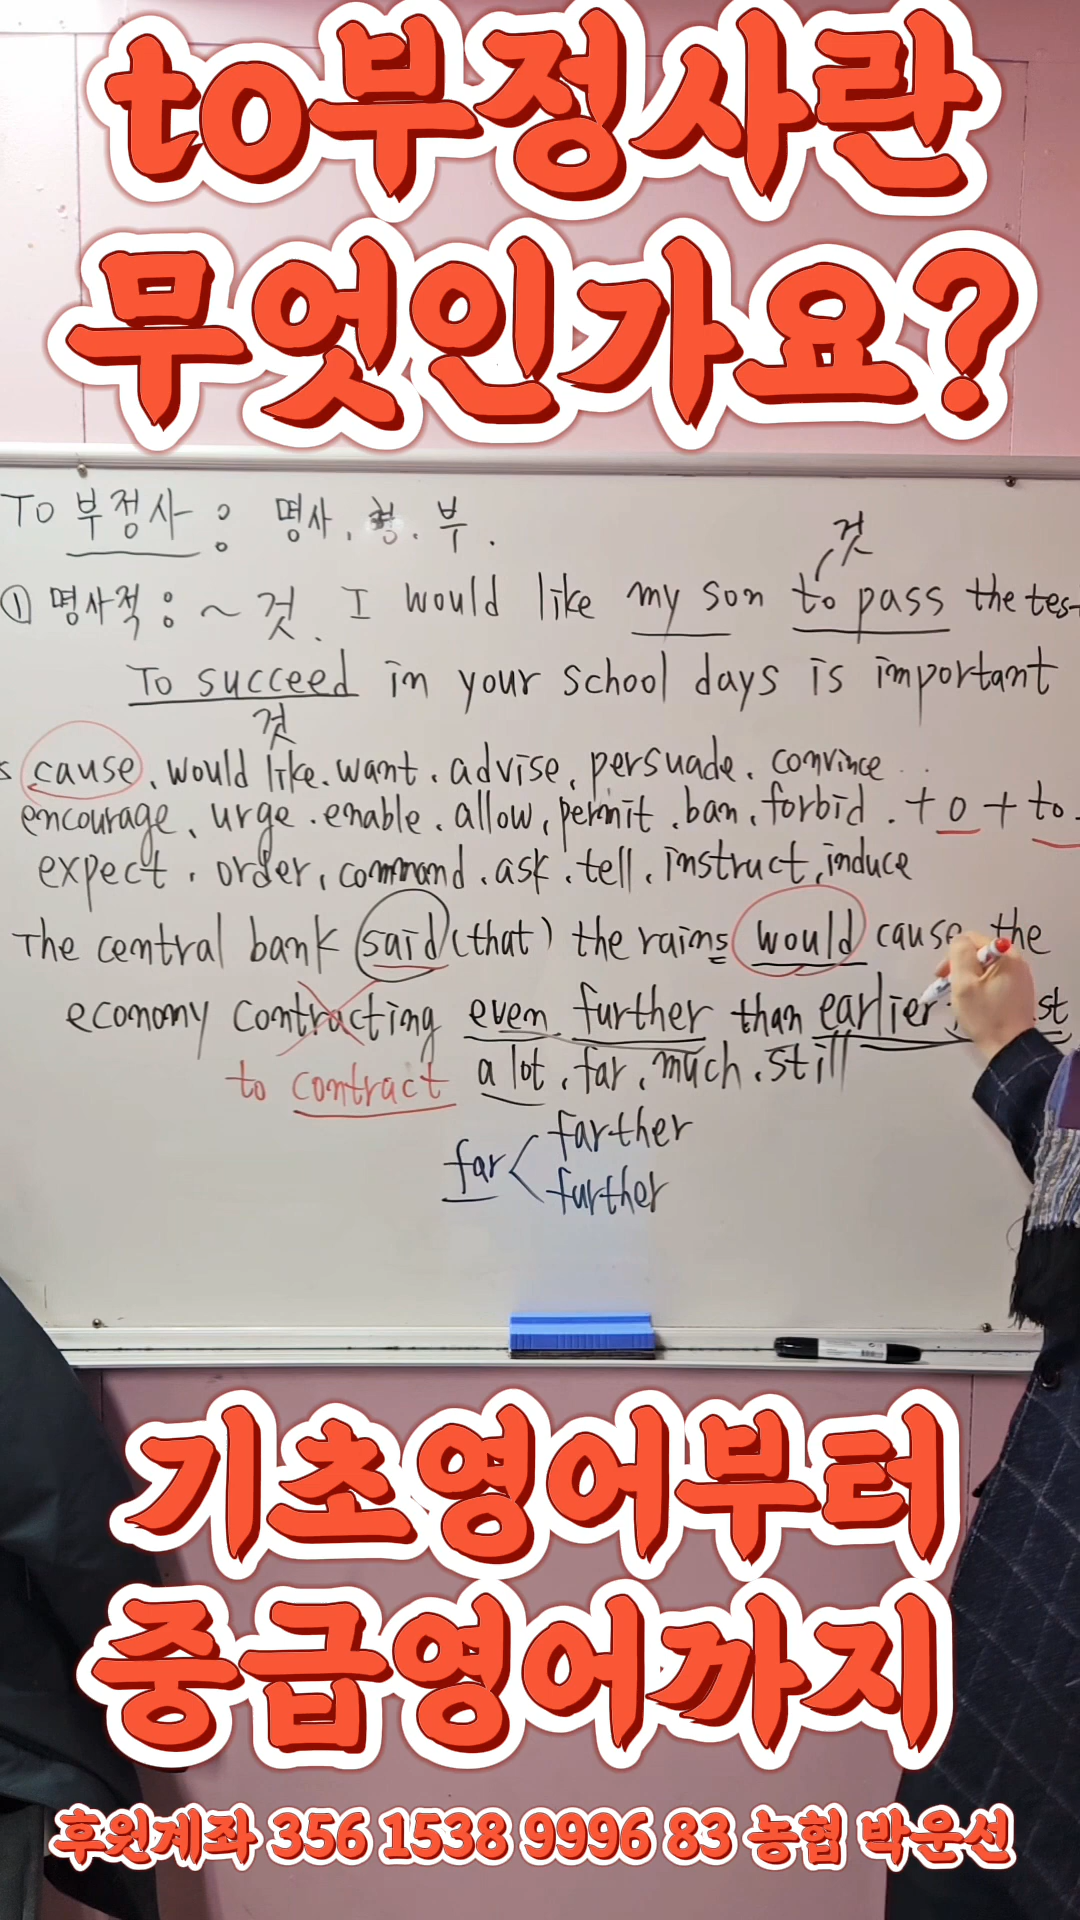 to부정사란
무엇인가요?
To 부정사 : 명사. 형. 부.
것
① 명사적 : ~ 것. I would like my son to pass the test
To succeed in your school days is important
것
s cause. would like. want. advise. persuade. convince
encourage. urge. enable. allow. permit. ban. forbid. + o + to
expect. order. command. ask. tell. instruct. induce
The central bank said (that) the rains would cause the
economy contracting even further than earlier st
to contract a lot. far. much. still
far < farther
further
기초영어부터
중급영어까지
후원계좌 356 1538 9996 83 농협 박운선